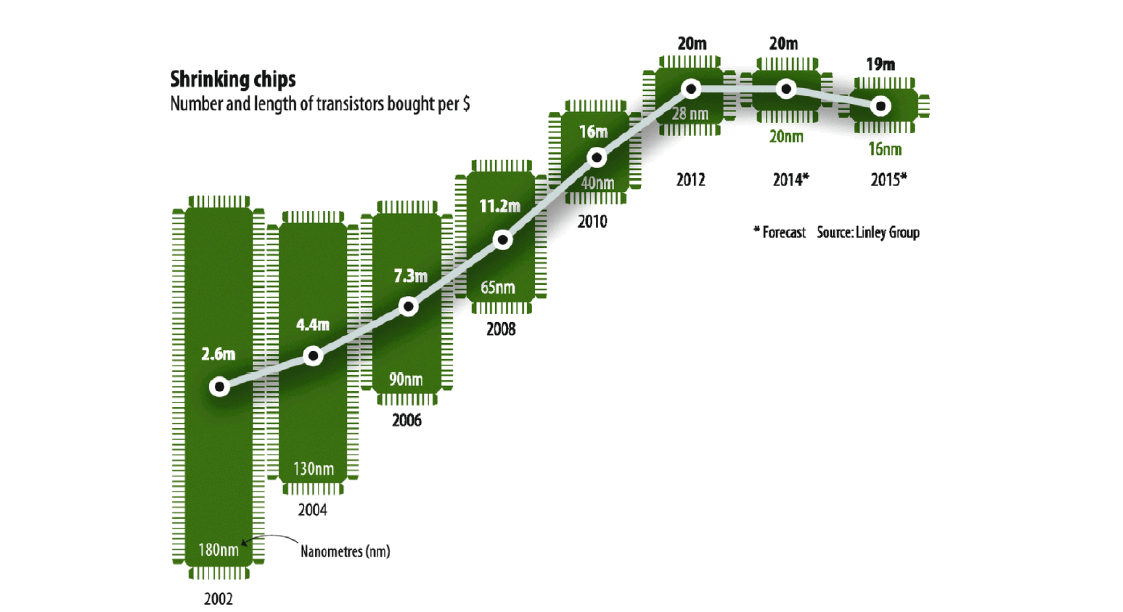 Shrinking chips
Number and length of transistors bought per $
2.6m
180nm
2002
Nanometres (nm)
4.4m
130nm
2004
7.3m
90nm
2006
11.2m
65nm
2008
16m
40nm
2010
20m
28 nm
2012
20m
20nm
2014*
19m
16nm
2015*
* Forecast Source: Linley Group